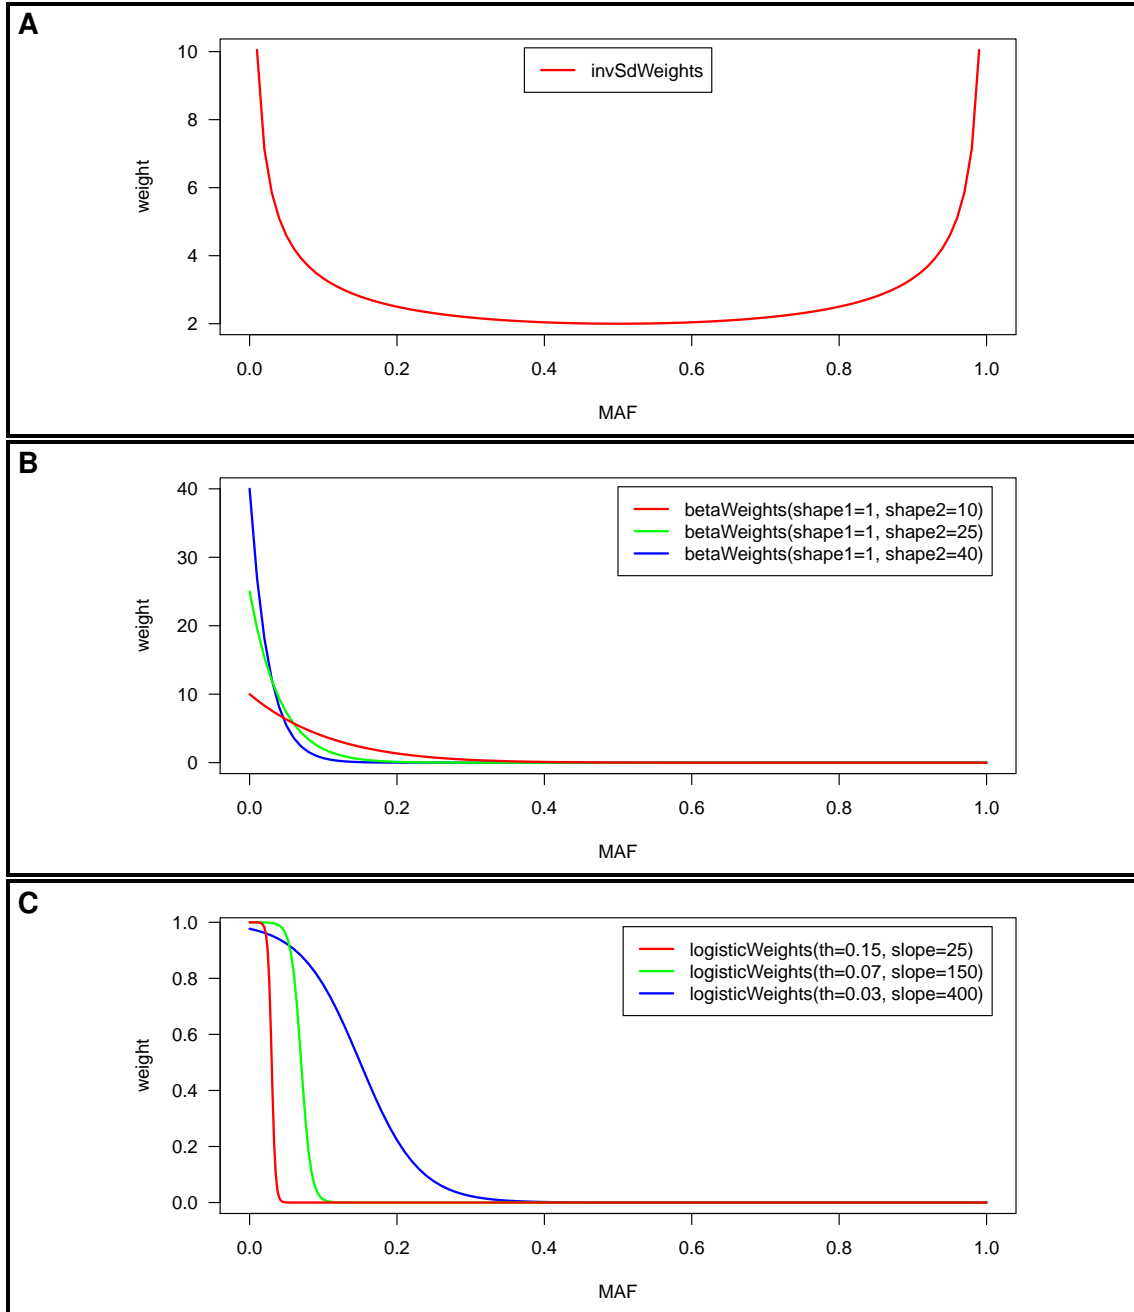 A
invSdWeights
10
8
6
4
2
weight
0.0 0.2 0.4 0.6 0.8 1.0
MAF
B
betaWeights(shape1=1, shape2=10)
betaWeights(shape1=1, shape2=25)
betaWeights(shape1=1, shape2=40)
40
30
20
10
0
weight
0.0 0.2 0.4 0.6 0.8 1.0
MAF
C
logisticWeights(th=0.15, slope=25)
logisticWeights(th=0.07, slope=150)
logisticWeights(th=0.03, slope=400)
1.0
0.8
0.6
0.4
0.2
0.0
weight
0.0 0.2 0.4 0.6 0.8 1.0
MAF